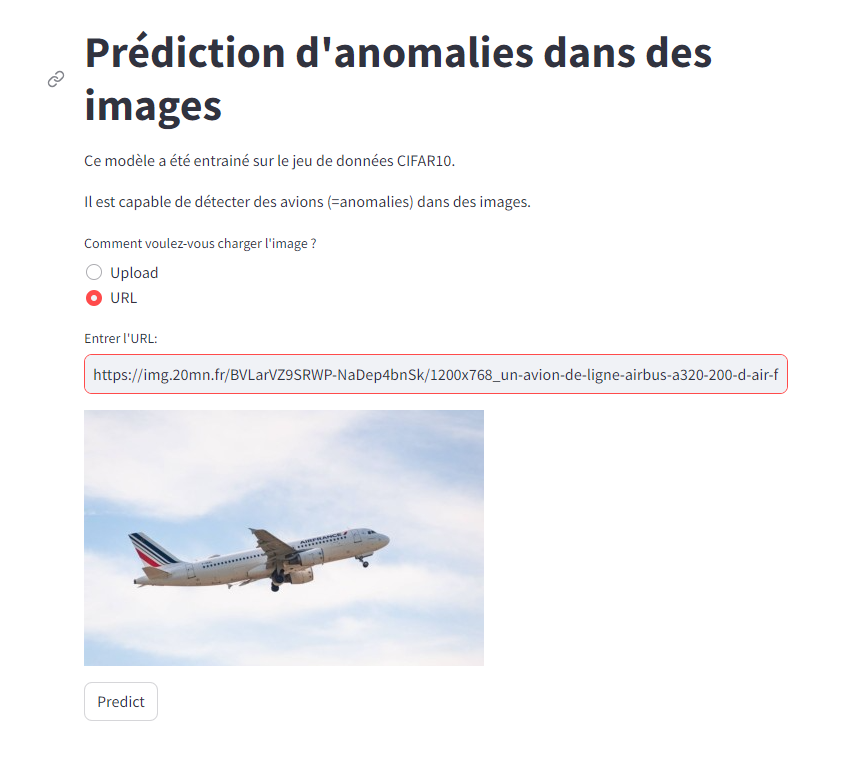 Prédiction d'anomalies dans des
images
Ce modèle a été entrainé sur le jeu de données CIFAR10.
Il est capable de détecter des avions (=anomalies) dans des images.
Comment voulez-vous charger l'image ?
Upload
URL
Entrer l'URL:
https://img.20mn.fr/BVLarVZ9SRWP-NaDep4bnSk/1200x768_un-avion-de-ligne-airbus-a320-200-d-air-f
AIRFRANCE
Predict